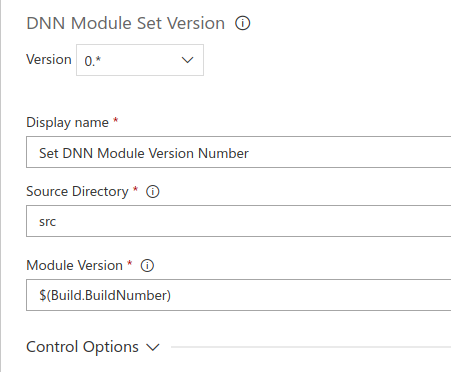 DNN Module Set Version
Version 0.*
Display name *
Set DNN Module Version Number
Source Directory *
src
Module Version *
$(Build.BuildNumber)
Control Options